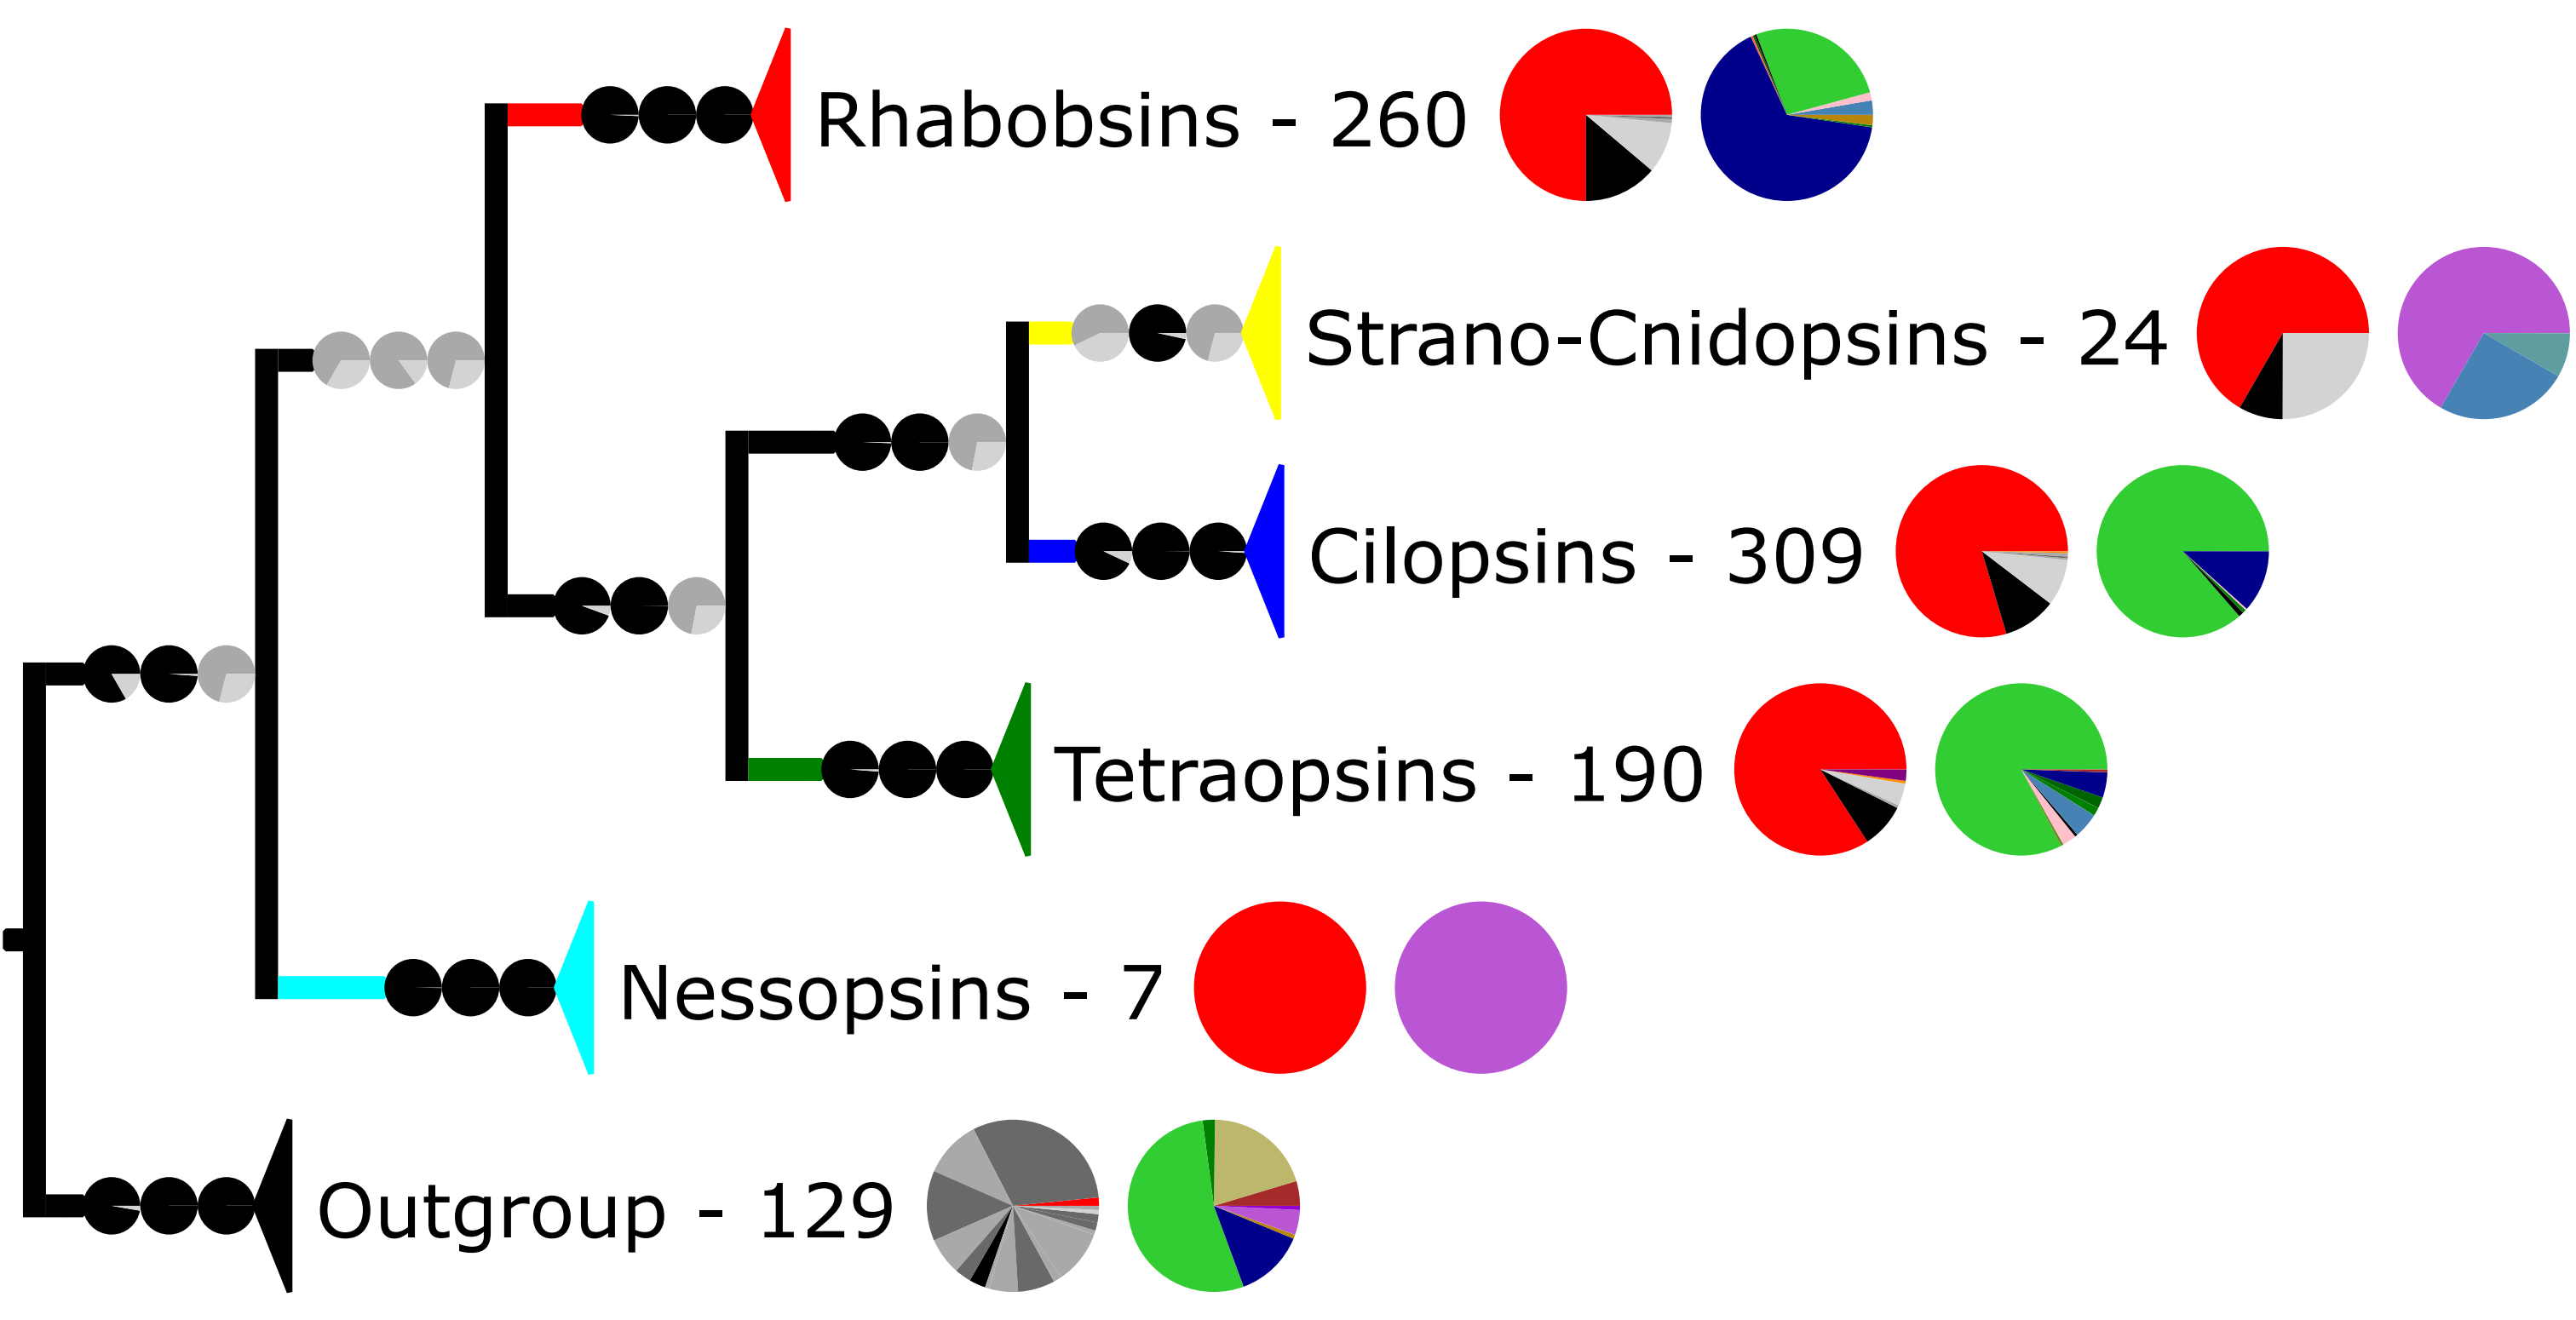 Rhabobsins - 260
Strano-Cnidopsins - 24
Cilopsins - 309
Tetraopsins - 190
Nessopsins - 7
Outgroup - 129